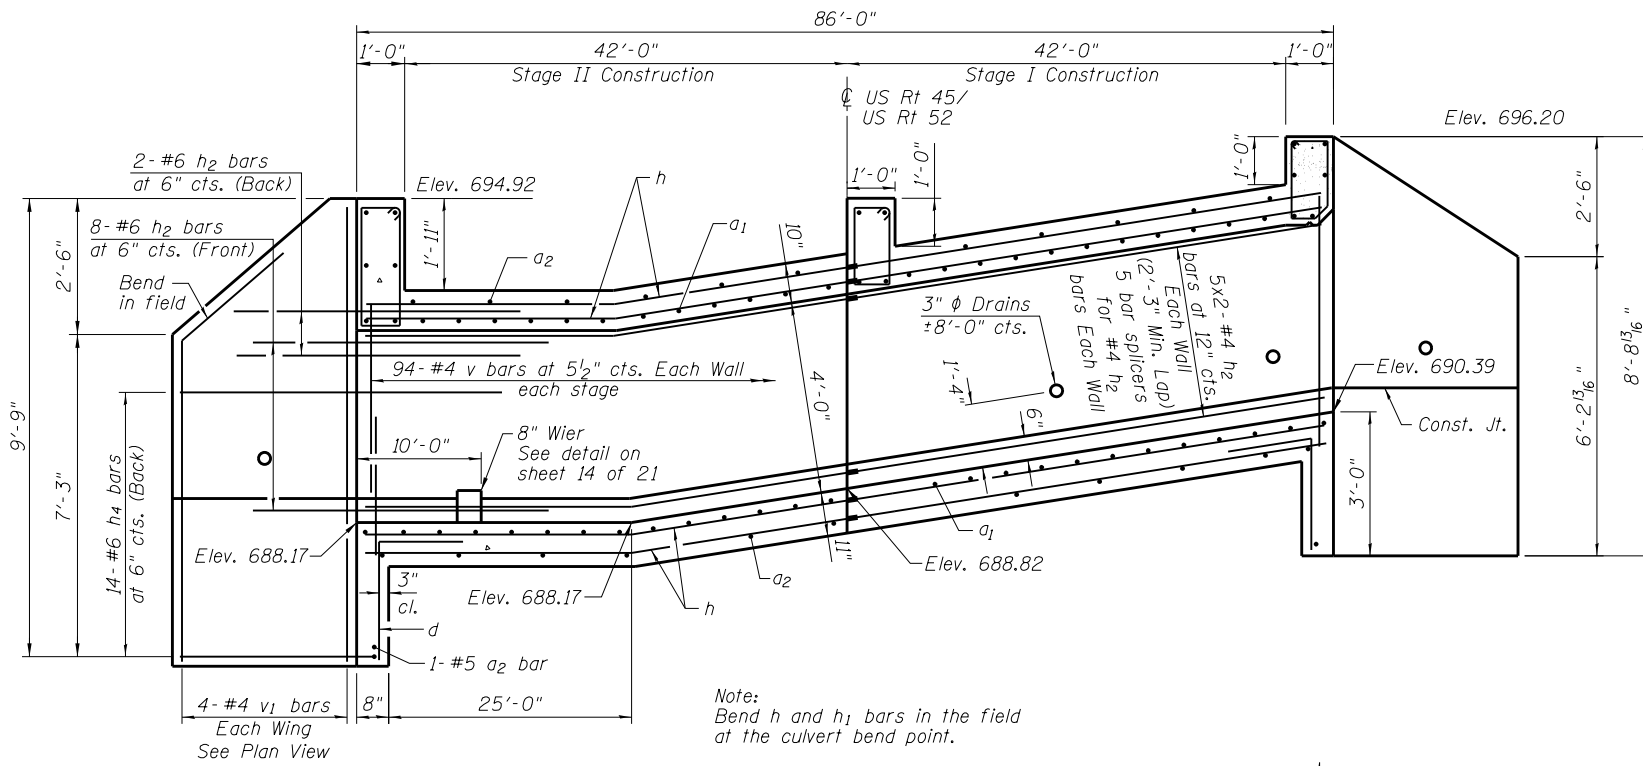 86'-0"
1'-0"
42'-0"
42'-0"
1'-0"
Stage II Construction
Stage I Construction
℄ US Rt 45/
US Rt 52
Elev. 696.20
2-#6 h₂ bars
at 6" cts. (Back)
8-#6 h₂ bars
at 6" cts. (Front)
Bend
in field
Elev. 694.92
h
a₁
a₂
1'-11"
2'-6"
9'-9"
7'-3"
10"
1'-0"
1'-0"
1'-0"
2'-6"
8'-8¹³⁄₁₆"
6'-2¹³⁄₁₆"
3" ϕ Drains
±8'-0" cts.
1'-4"
5x2-#4 h₂
bars at 12" cts.
Each Wall
(2'-3" Min. Lap)
5 bar splicers
for #4 h₂
bars Each Wall
94-#4 v bars at 5½" cts. Each Wall
each stage
4'-0"
Elev. 690.39
Const. Jt.
10'-0"
8" Wier
See detail on
sheet 14 of 21
6"
3'-0"
14-#6 h₄ bars
at 6" cts. (Back)
Elev. 688.17
Elev. 688.17
11"
a₁
a₂
Elev. 688.82
h
3"
cl.
d
1-#5 a₂ bar
4-#4 v₁ bars
Each Wing
See Plan View
8"
25'-0"
Note:
Bend h and h₁ bars in the field
at the culvert bend point.